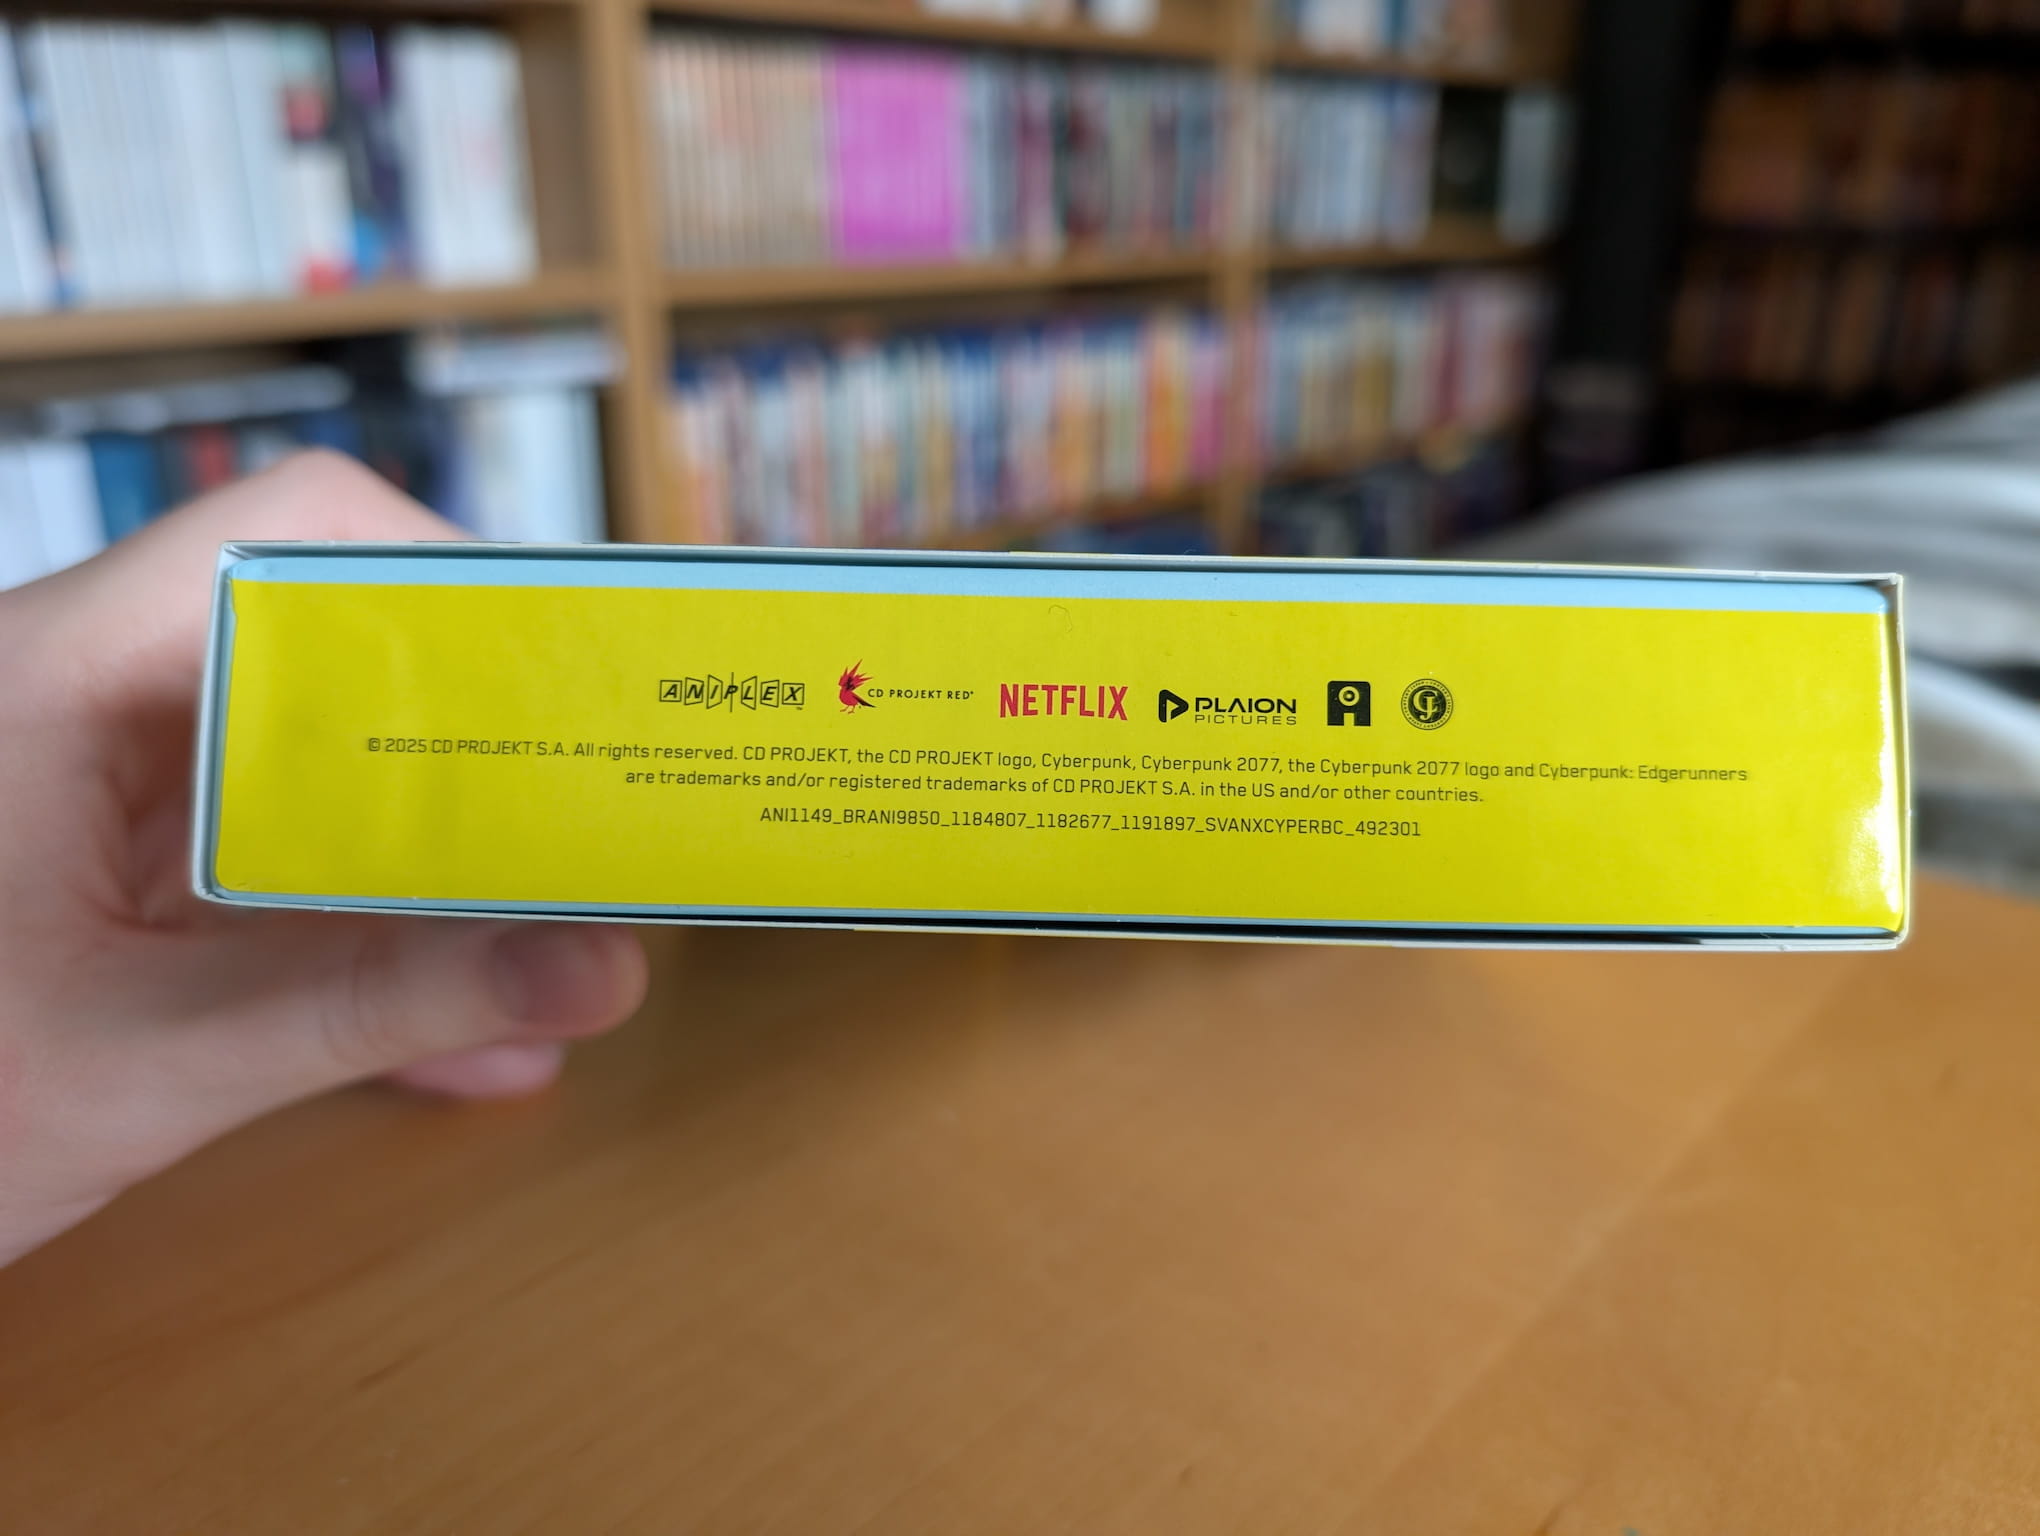 ANIPLEX™ CD PROJEKT RED® NETFLIX PLAION PICTURES
© 2025 CD PROJEKT S.A. All rights reserved. CD PROJEKT, the CD PROJEKT logo, Cyberpunk, Cyberpunk 2077, the Cyberpunk 2077 logo and Cyberpunk: Edgerunners
are trademarks and/or registered trademarks of CD PROJEKT S.A. in the US and/or other countries.
ANI1149_BRANI9850_1184807_1182677_1191897_SVANXCYPERBC_492301